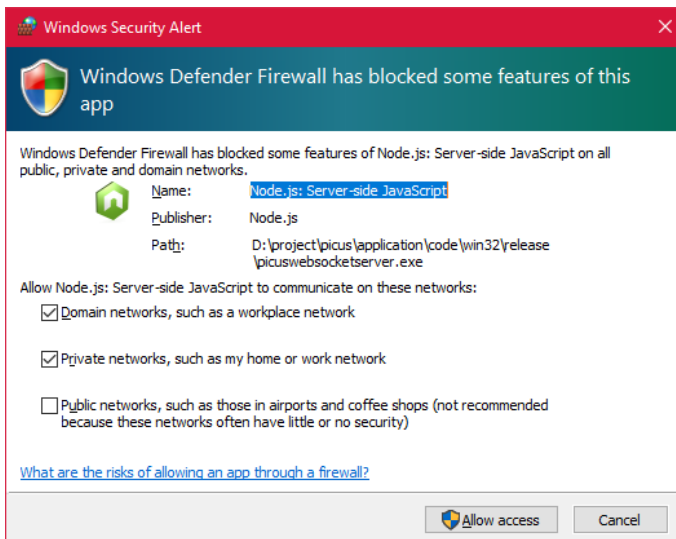 Windows Security Alert
Windows Defender Firewall has blocked some features of this
app
Windows Defender Firewall has blocked some features of Node.js: Server-side JavaScript on all
public, private and domain networks.
Name: Node.js: Server-side JavaScript
Publisher: Node.js
Path: D:\project\picus\application\code\win32\release
\picuswebsocketserver.exe
Allow Node.js: Server-side JavaScript to communicate on these networks:
Domain networks, such as a workplace network
Private networks, such as my home or work network
Public networks, such as those in airports and coffee shops (not recommended
because these networks often have little or no security)
What are the risks of allowing an app through a firewall?
Allow access Cancel